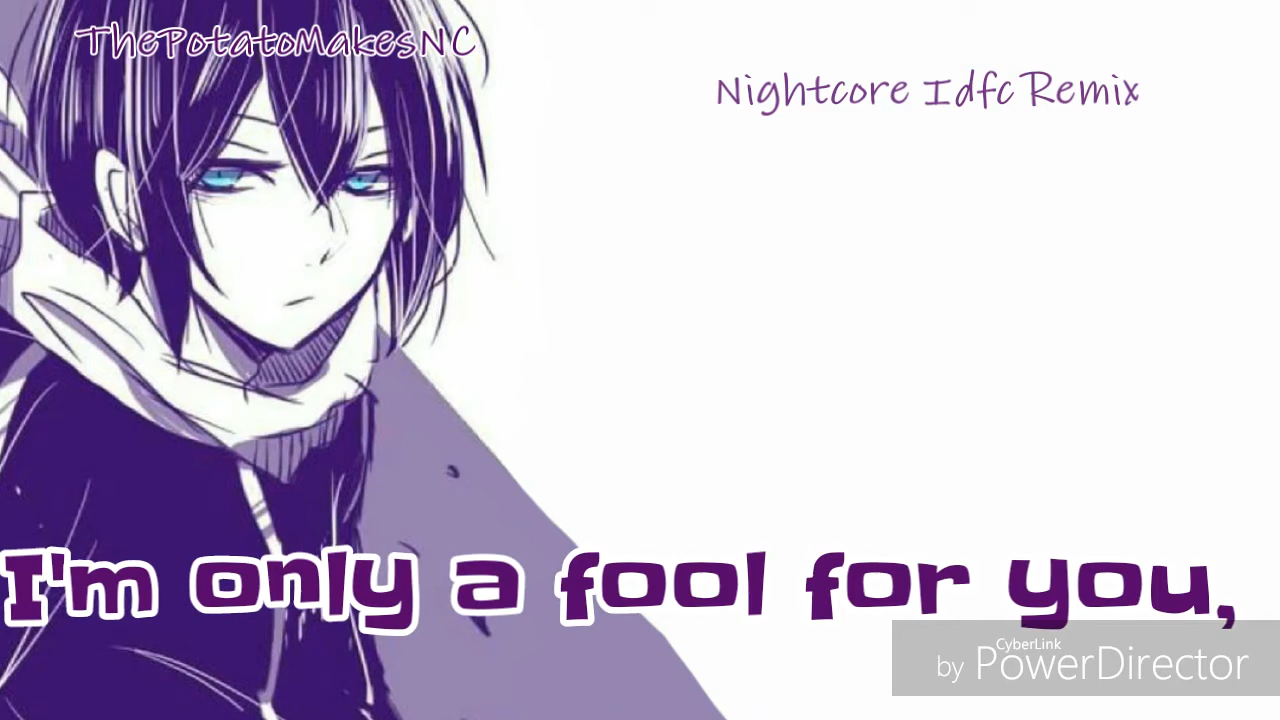 ThePotatoMakesNC
Nightcore Idfc Remix
I'm only a fool for you,
CyberLink
by PowerDirector